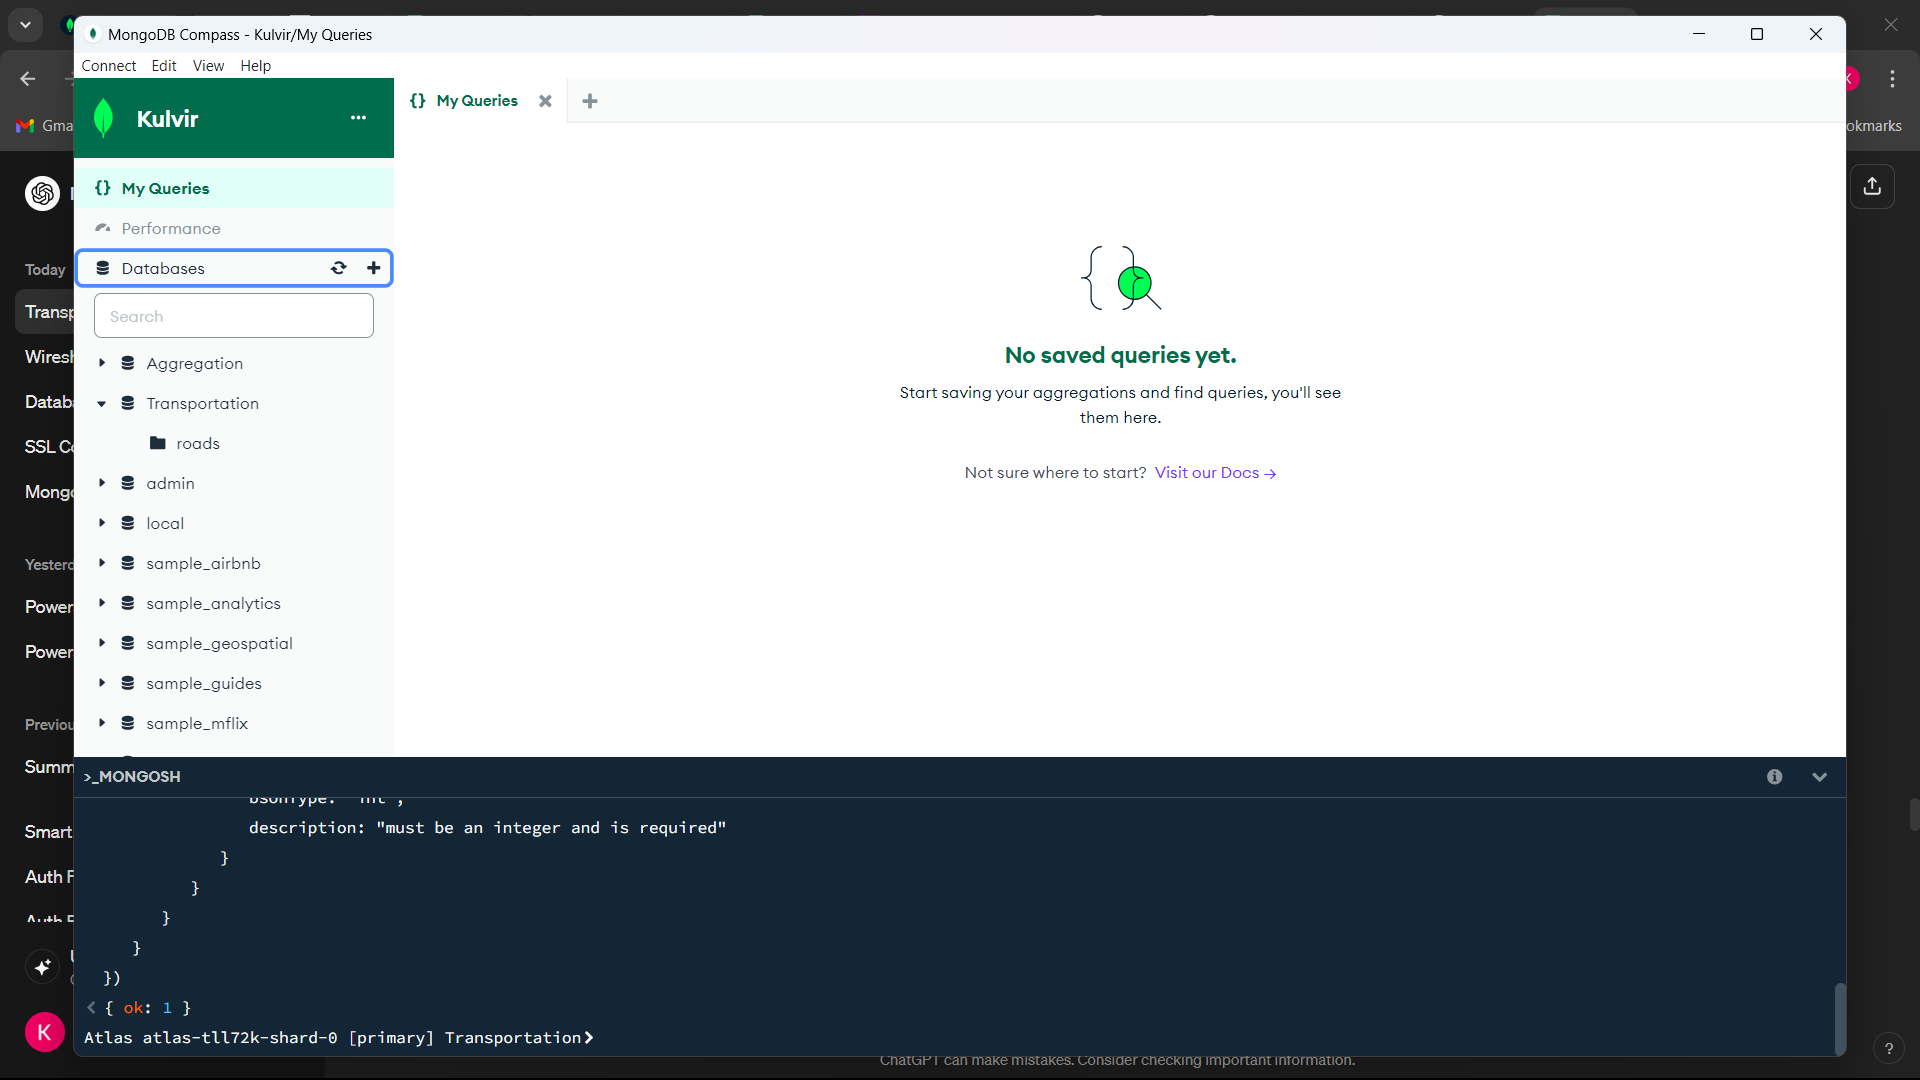 MongoDB Compass - Kulvir/My Queries
Connect Edit View Help
Kulvir
My Queries
Performance
Databases
Search
Aggregation
Transportation
roads
admin
local
sample_airbnb
sample_analytics
sample_geospatial
sample_guides
sample_mflix
{} My Queries
No saved queries yet.
Start saving your aggregations and find queries, you'll see
them here.
Not sure where to start? Visit our Docs →
>_MONGOSH
description: "must be an integer and is required"
}
}
}
}
})
< { ok: 1 }
Atlas atlas-tll72k-shard-0 [primary] Transportation>
Gma
okmarks
Today
Transp
Wiresh
Databa
SSL Co
Mongo
Yesterd
Power
Power
Previou
Summ
Smart
Auth F
K
ChatGPT can make mistakes. Consider checking important information.
?